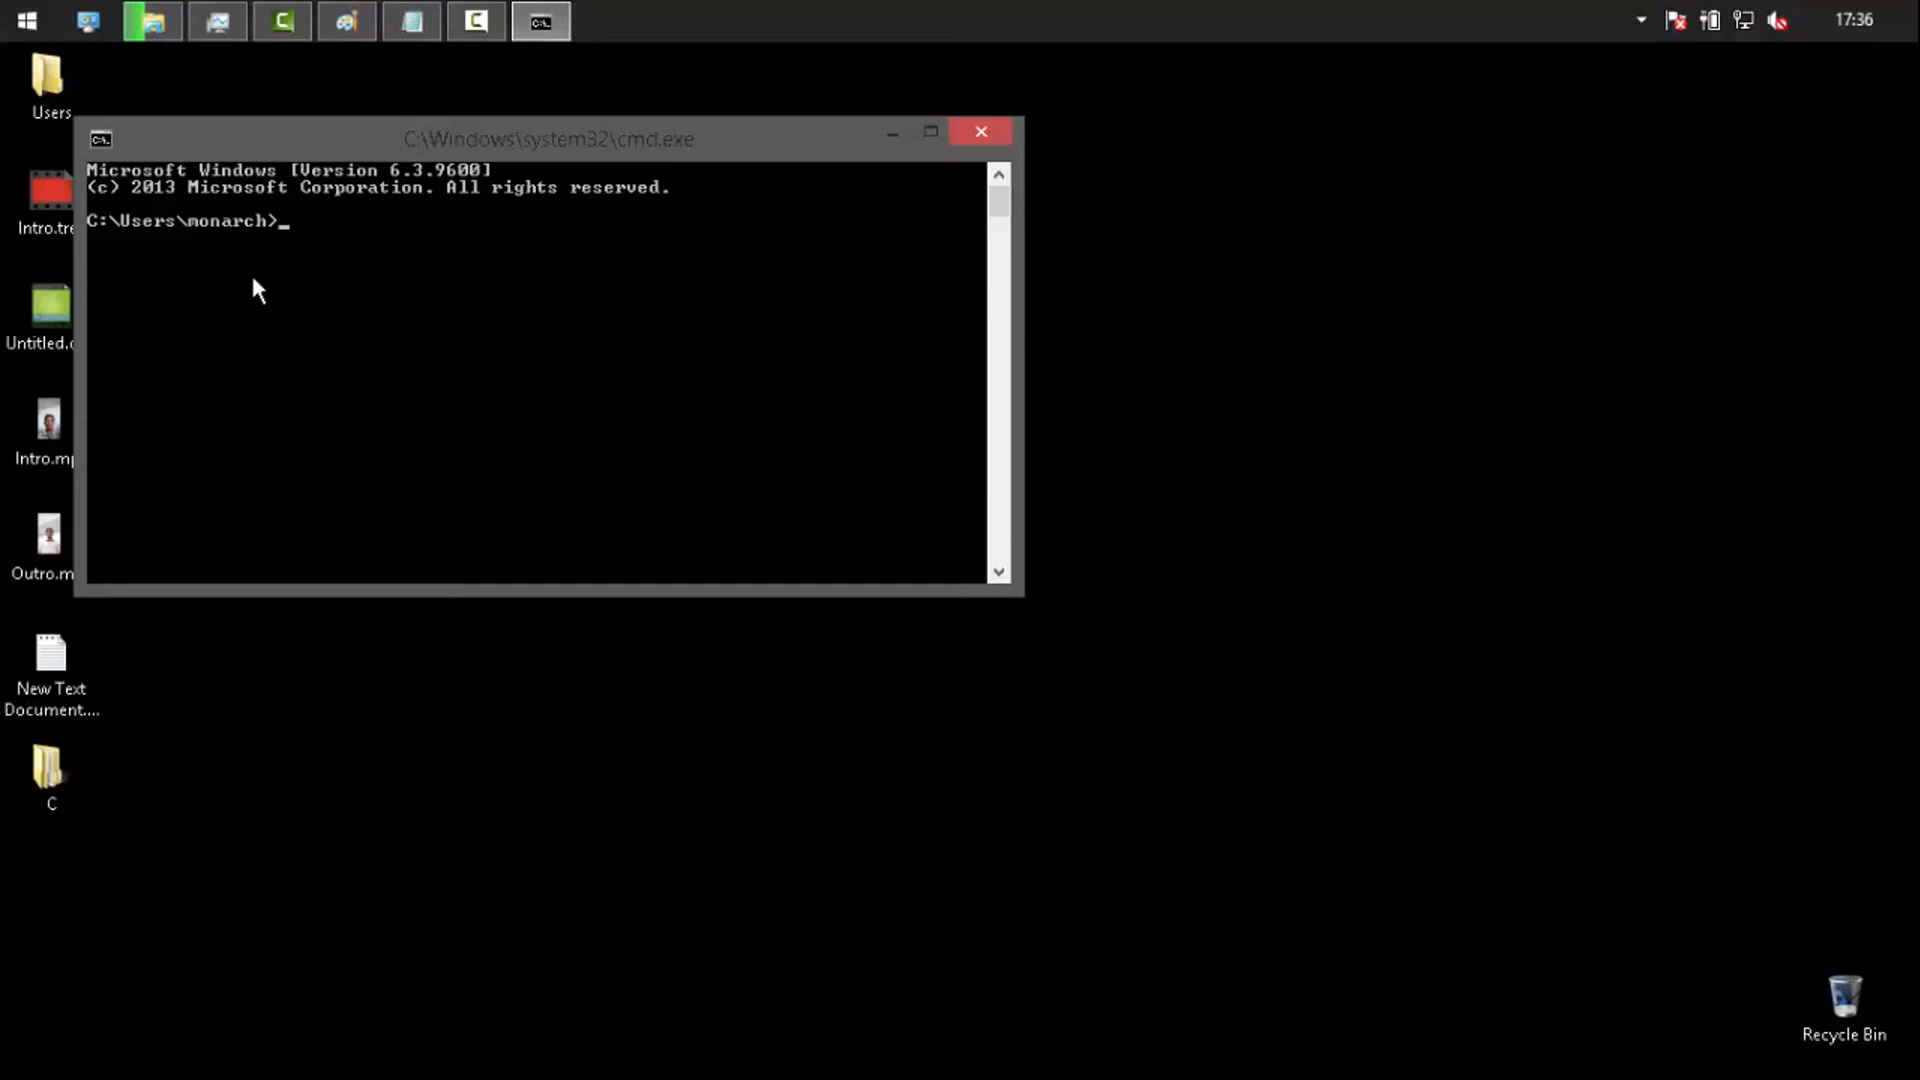 17:36
Users
C:\Windows\system32\cmd.exe
Microsoft Windows [Version 6.3.9600]
(c) 2013 Microsoft Corporation. All rights reserved.
C:\Users\monarch>_
Intro.tre
Untitled.c
Intro.mp
Outro.m
New Text
Document....
C
Recycle Bin